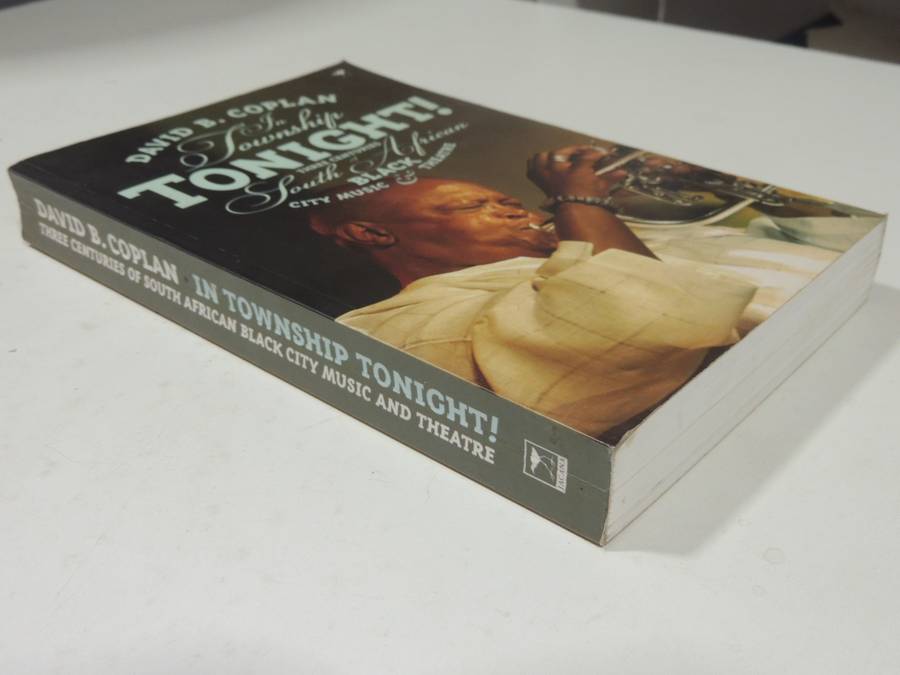 DAVID B. COPLAN
In
Township
TONIGHT!
THREE CENTURIES of
South African
BLACK
CITY MUSIC & THEATRE
DAVID B. COPLAN · IN TOWNSHIP TONIGHT!
THREE CENTURIES OF SOUTH AFRICAN BLACK CITY MUSIC AND THEATRE
JACANA